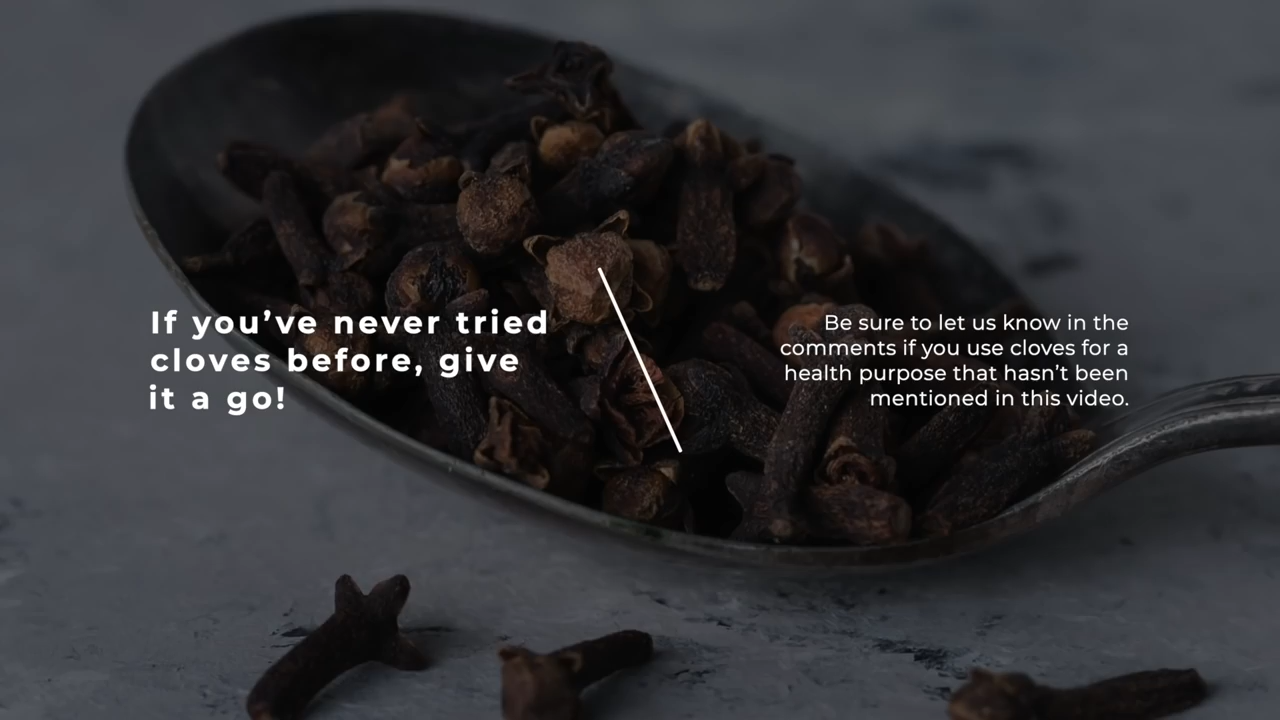 If you’ve never tried
cloves before, give
it a go!
Be sure to let us know in the
comments if you use cloves for a
health purpose that hasn’t been
mentioned in this video.